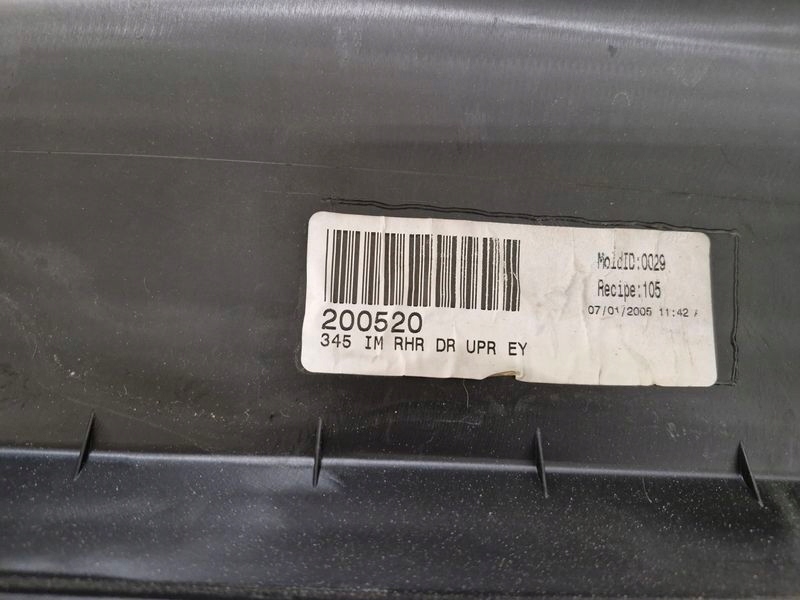 200520
345 IM RHR DR UPR EY
MoldID:0029
Recipe:105
07/01/2005 11:42